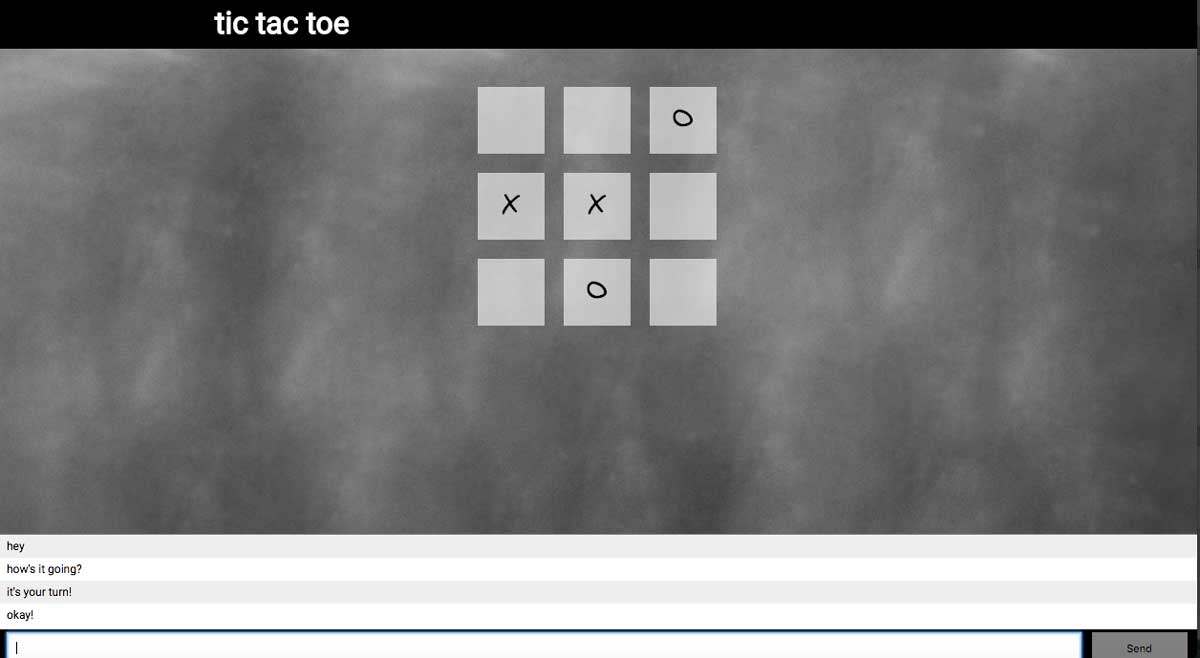 tic tac toe
O
X X
O
hey
how's it going?
it's your turn!
okay!
Send